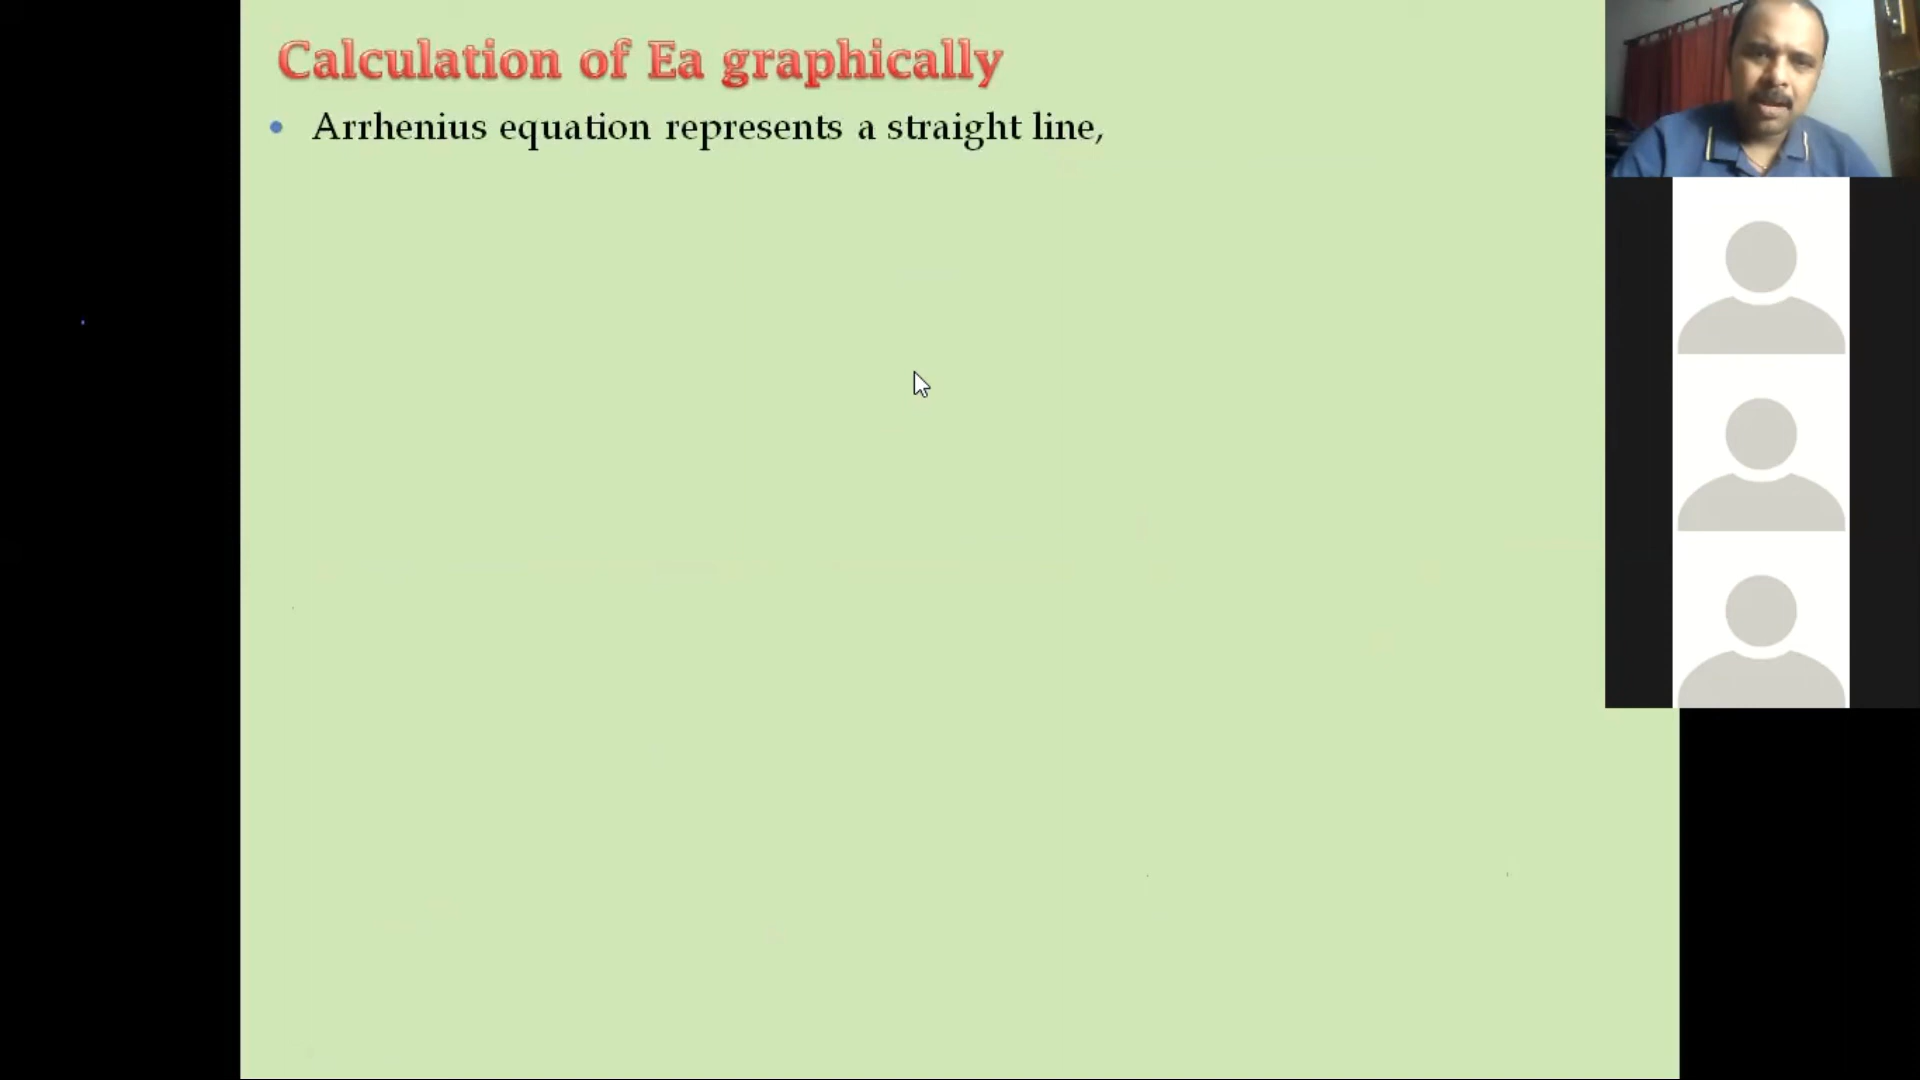 Calculation of Ea graphically
• Arrhenius equation represents a straight line,